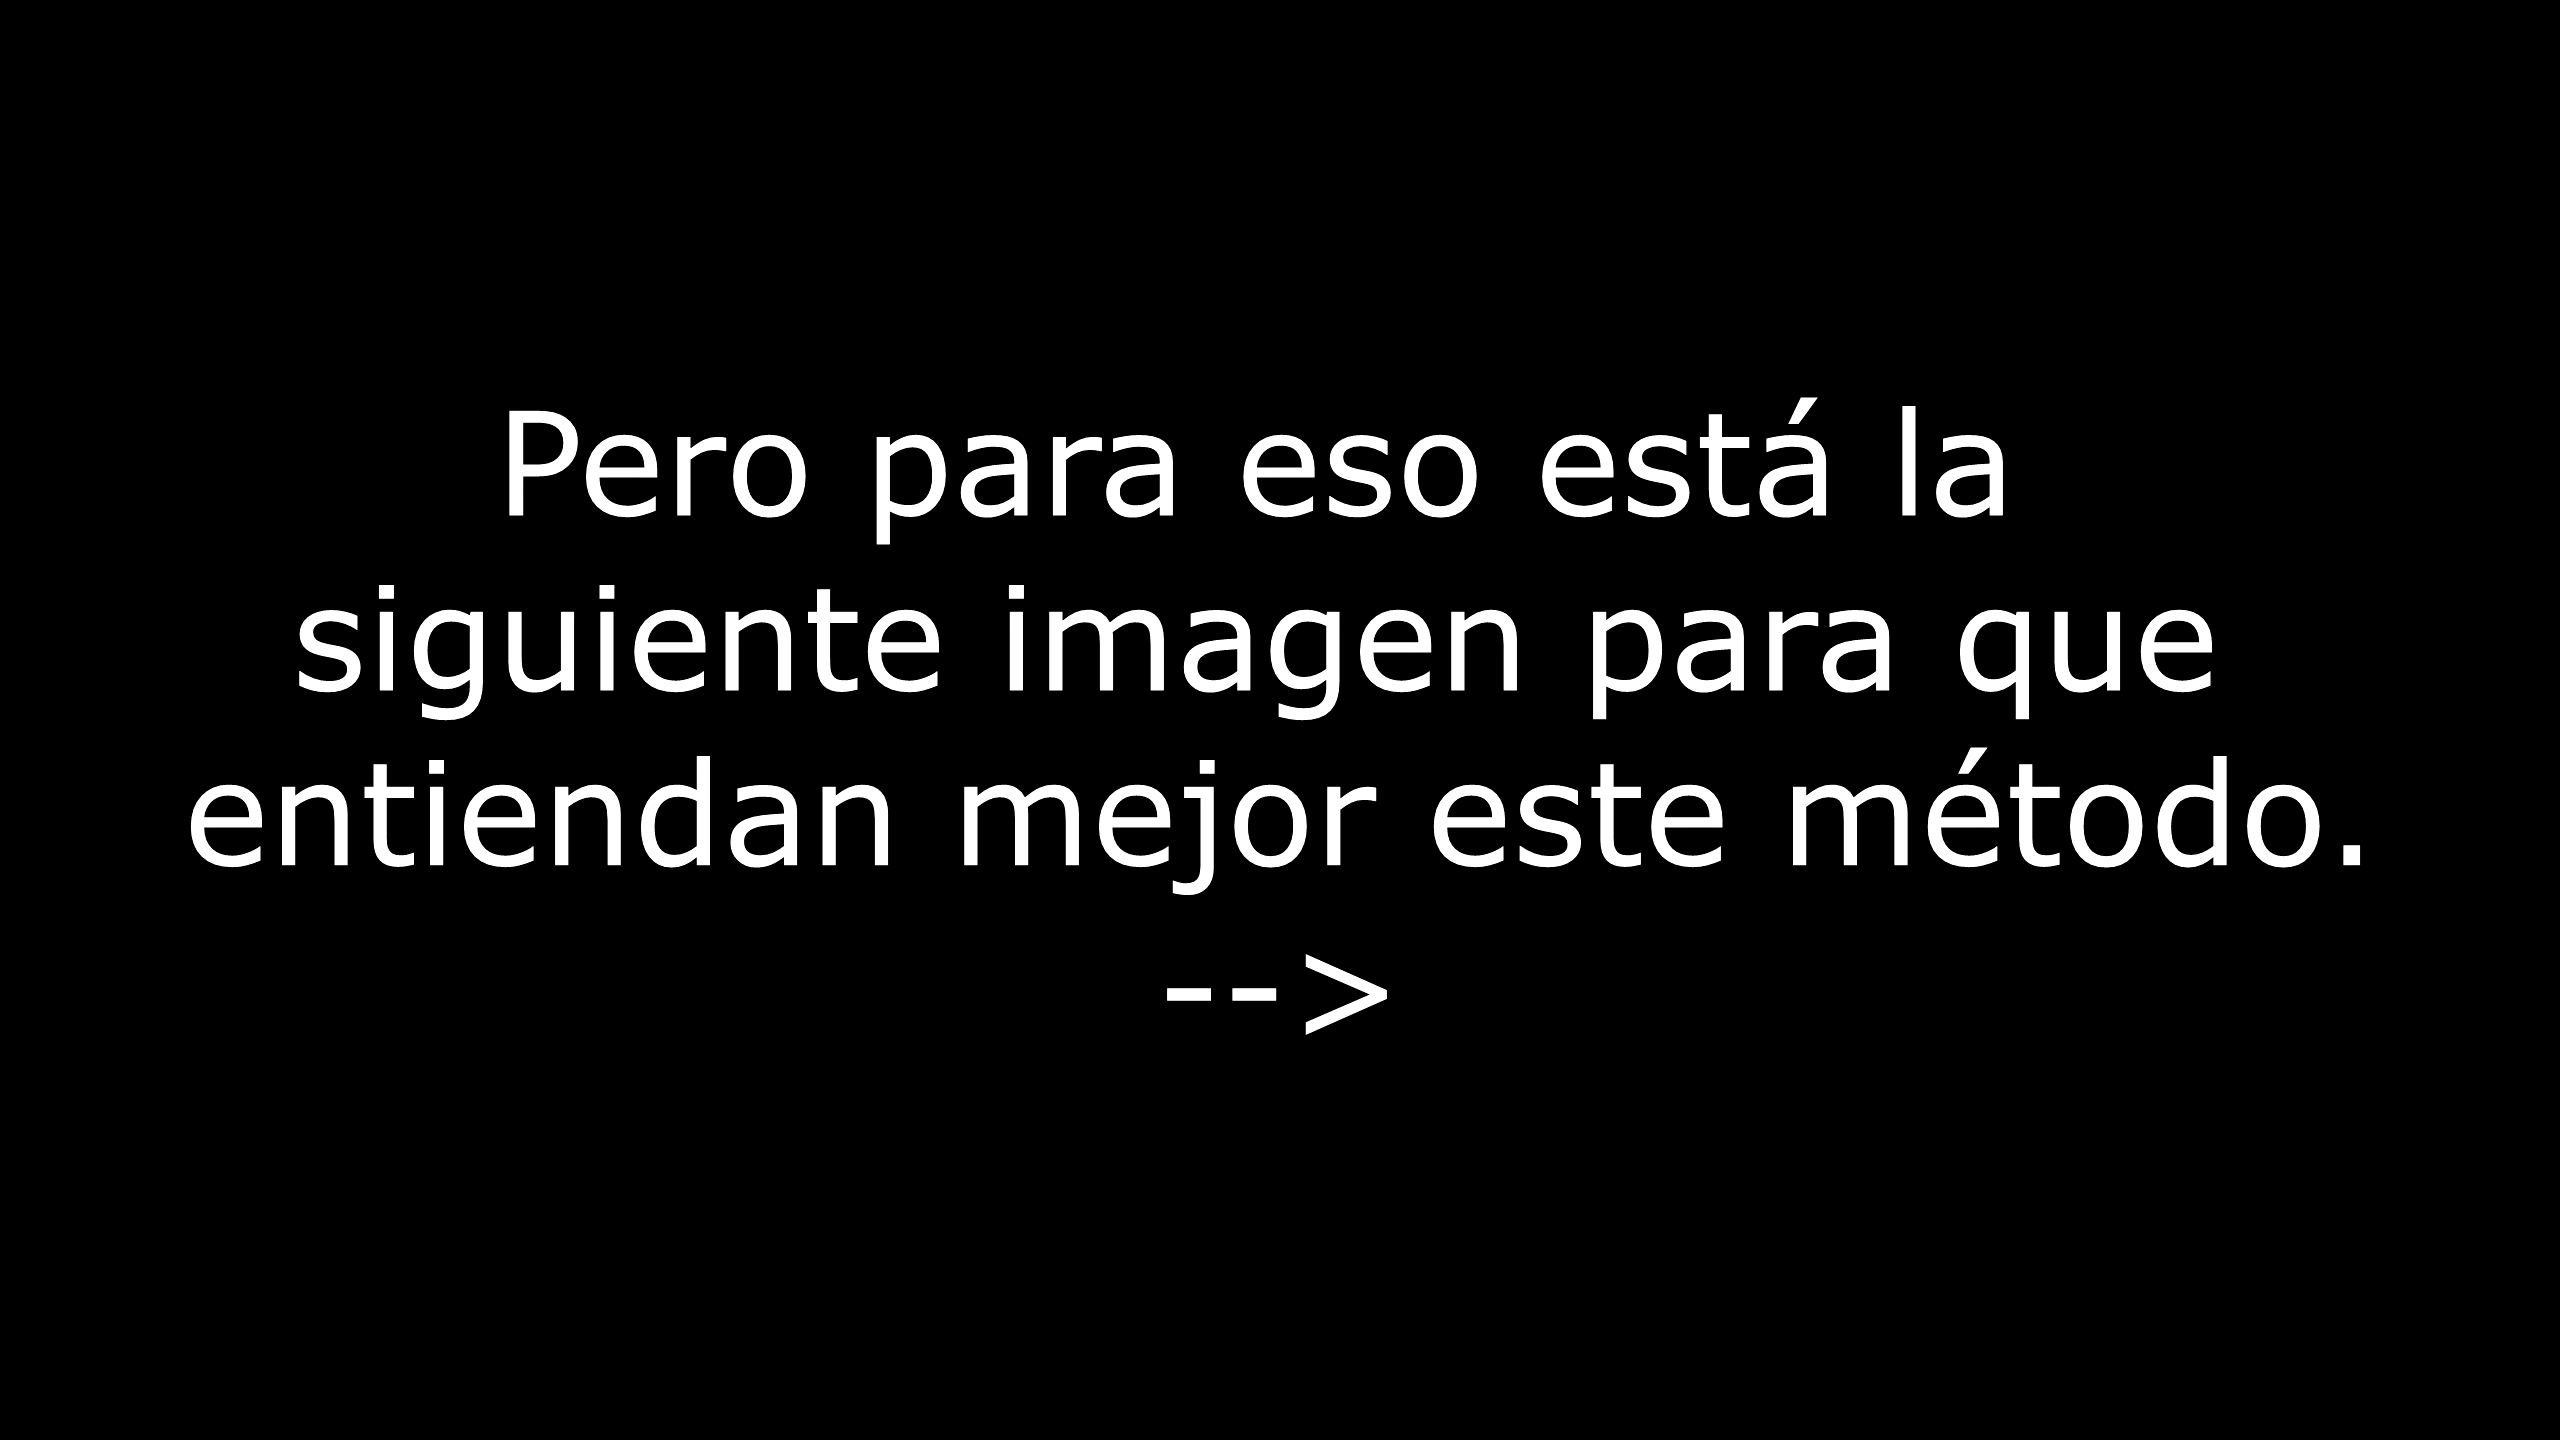 Pero para eso está la
siguiente imagen para que
entiendan mejor este método.
-->